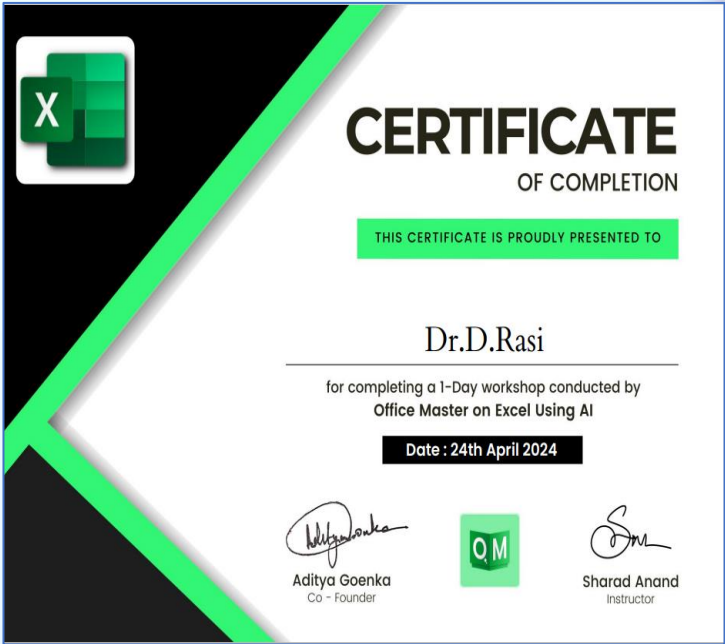 X
CERTIFICATE
OF COMPLETION
THIS CERTIFICATE IS PROUDLY PRESENTED TO
Dr.D.Rasi
for completing a 1-Day workshop conducted by
Office Master on Excel Using AI
Date : 24th April 2024
OM
Aditya Goenka
Co - Founder
Sharad Anand
Instructor